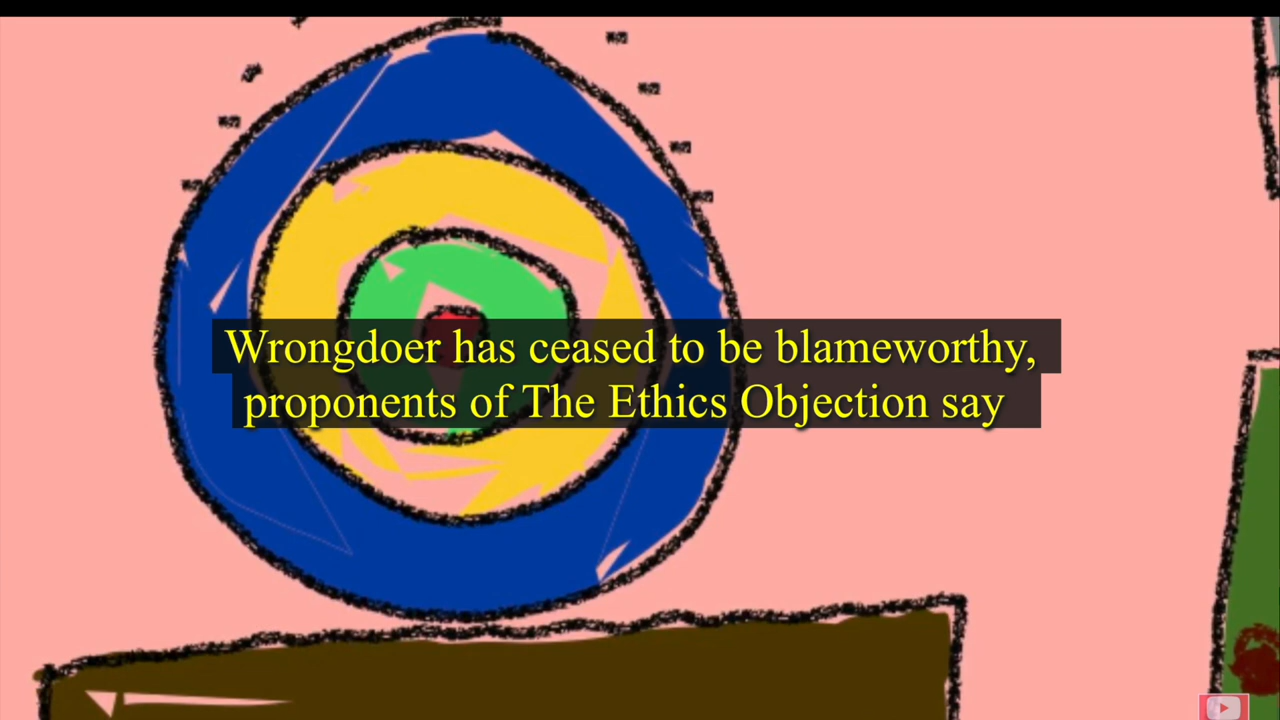 Wrongdoer has ceased to be blameworthy,
proponents of The Ethics Objection say